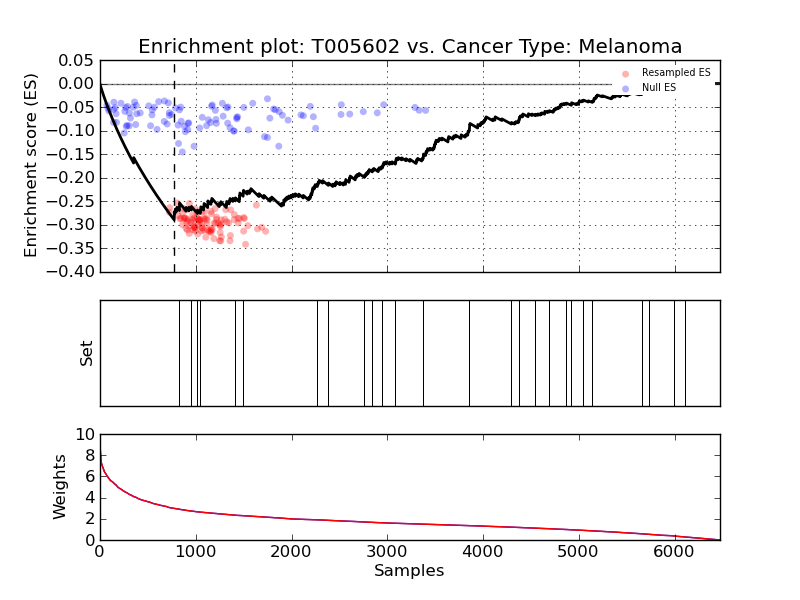 Enrichment plot: T005602 vs. Cancer Type: Melanoma
Enrichment score (ES)
0.05
0.00
−0.05
−0.10
−0.15
−0.20
−0.25
−0.30
−0.35
−0.40
Resampled ES
Null ES
Set
Weights
10
8
6
4
2
0
0 1000 2000 3000 4000 5000 6000
Samples